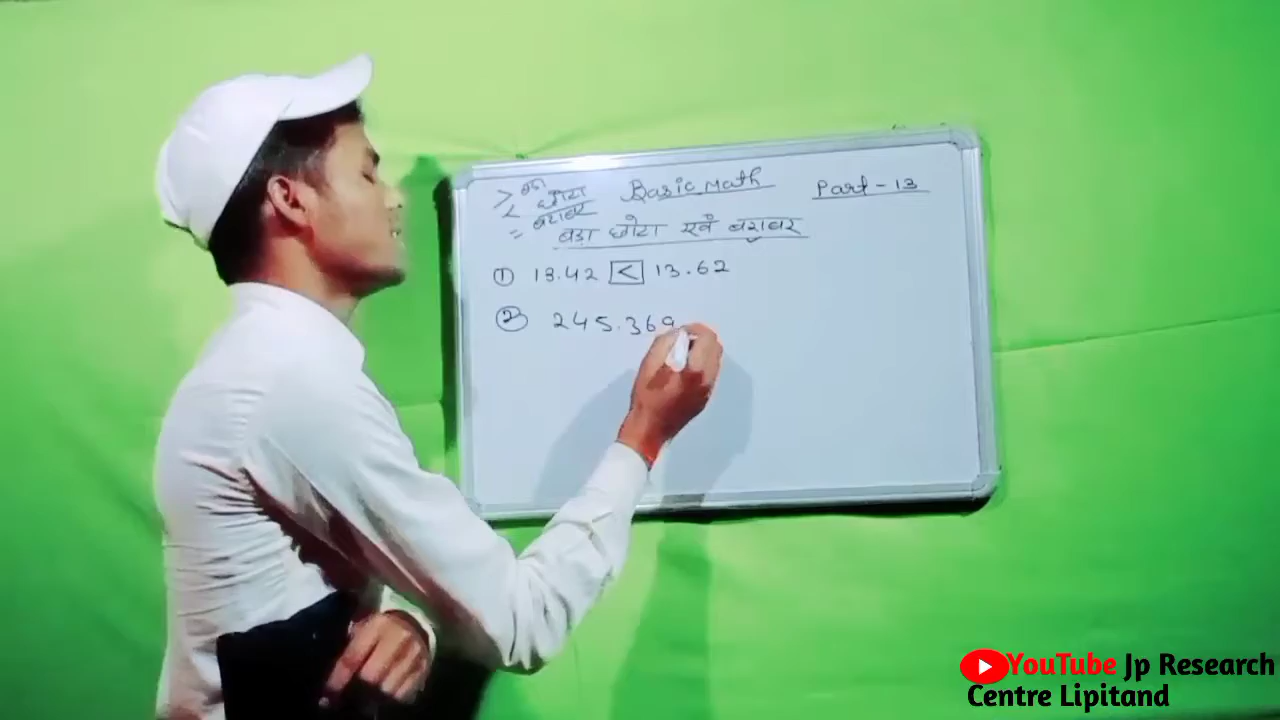 > बड़ा
< छोटा
= बराबर
Basic Math
Part - 13
बड़ा छोटा एवं बराबर
① 13.42 < 13.62
② 245.369
YouTube Jp Research
Centre Lipitand